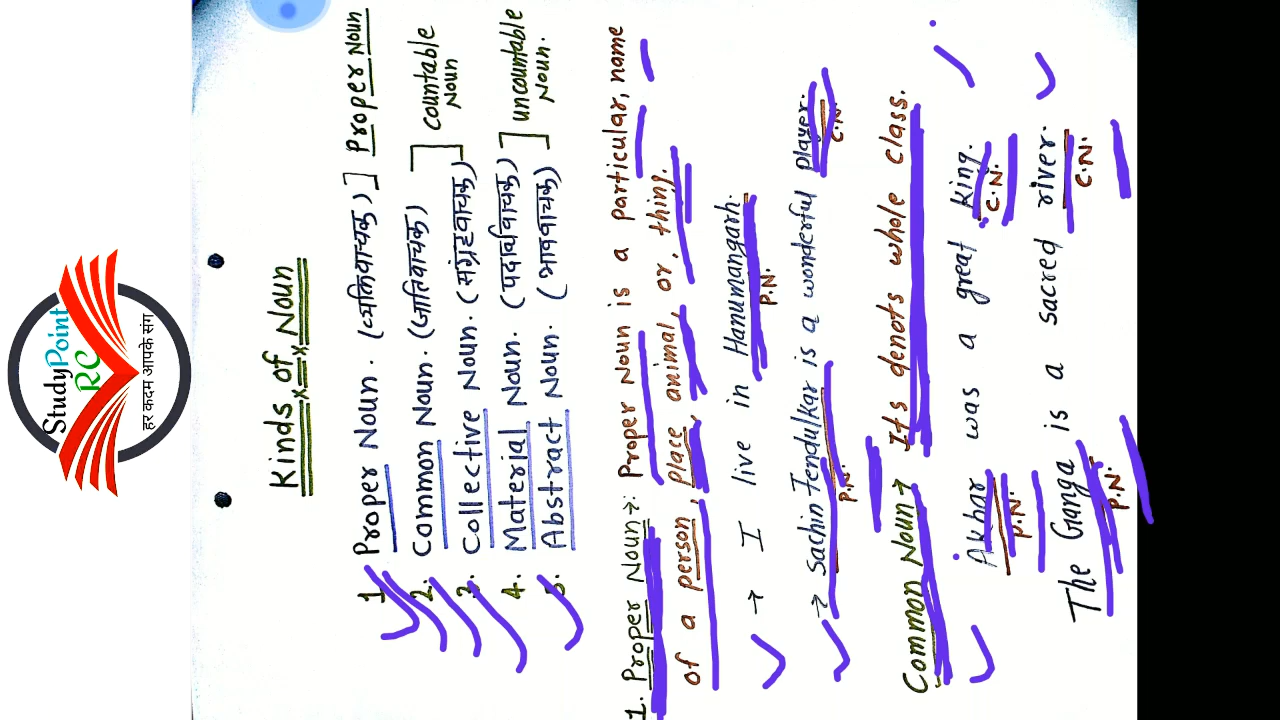 StudyPoint
RC
हर कदम आपके संग
Kinds of Noun
1. Proper Noun. (व्यक्तिवाचक) ] Proper Noun
2. Common Noun. (जातिवाचक) ] countable
3. Collective Noun. (संग्रहवाचक) Noun
4. Material Noun. (पदार्थवाचक) ] uncountable
5. Abstract Noun. (भाववाचक) Noun.
1. Proper Noun→: Proper Noun is a particular, name
of a person, place, animal, or, thing.
→ I live in Hanumangarh.
P.N.
→ Sachin Tendulkar is a wonderful player.
P.N. C.N.
Common Noun → Its denots whole class.
Akbar was a great king.
P.N. C.N.
The Ganga is a sacred river.
P.N. C.N.